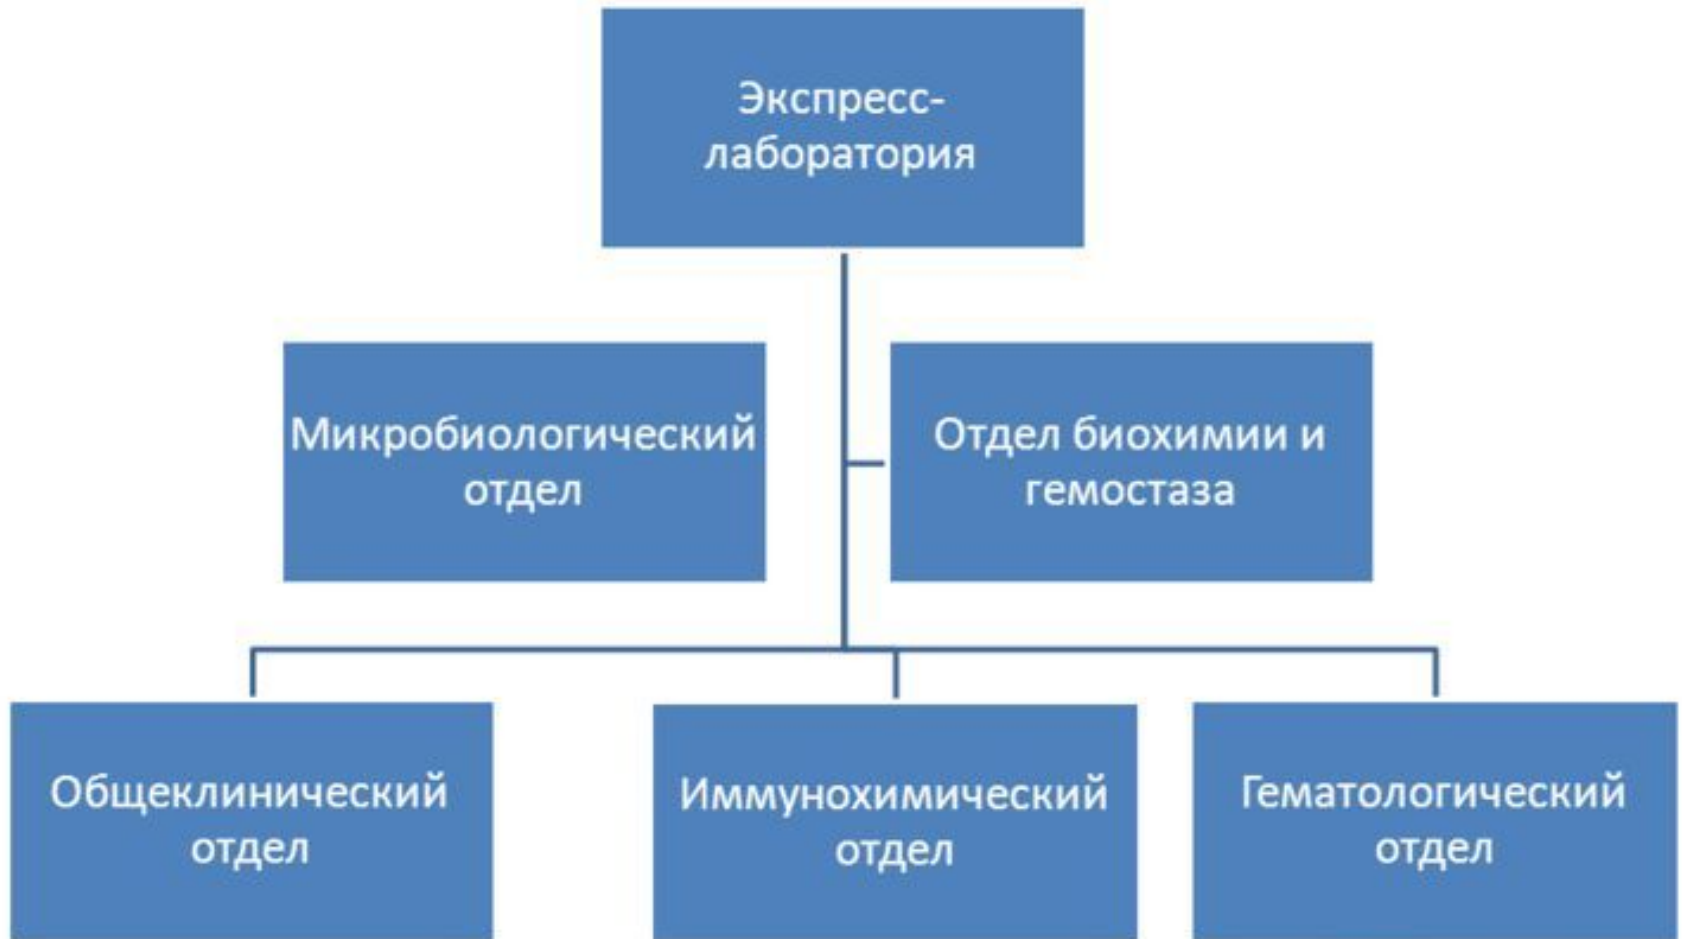 Экспресс-
лаборатория
Микробиологический
отдел
Отдел биохимии и
гемостаза
Общеклинический
отдел
Иммунохимический
отдел
Гематологический
отдел